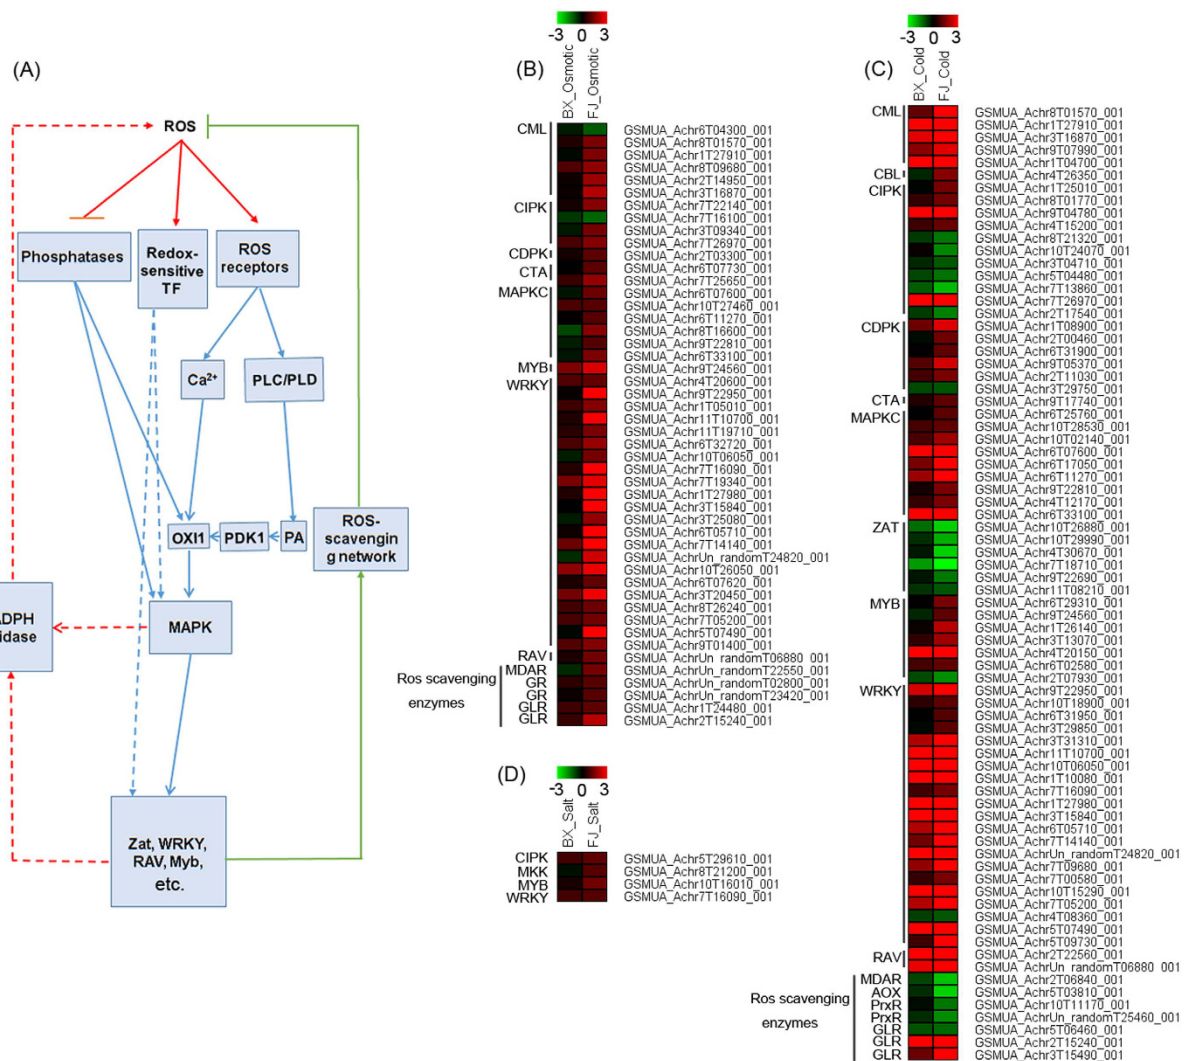 (A)
ROS
Phosphatases
Redox-
sensitive
TF
ROS
receptors
Ca2+
PLC/PLD
OXI1
PDK1
PA
ROS-
scavengin
g network
ADPH
idase
MAPK
Zat, WRKY,
RAV, Myb,
etc.
(B)
-3 0 3
BX_Osmotic
FJ_Osmotic
CML GSMUA_Achr6T04300_001
GSMUA_Achr8T01570_001
GSMUA_Achr1T27910_001
GSMUA_Achr8T09680_001
GSMUA_Achr2T14950_001
GSMUA_Achr3T16870_001
CIPK GSMUA_Achr7T22140_001
GSMUA_Achr7T16100_001
GSMUA_Achr3T09340_001
GSMUA_Achr7T26970_001
CDPK GSMUA_Achr2T03300_001
CTA GSMUA_Achr6T07730_001
GSMUA_Achr7T25650_001
MAPKC GSMUA_Achr6T07600_001
GSMUA_Achr10T27460_001
GSMUA_Achr6T11270_001
GSMUA_Achr8T16600_001
GSMUA_Achr9T22810_001
GSMUA_Achr6T33100_001
MYB GSMUA_Achr9T24560_001
WRKY GSMUA_Achr4T20600_001
GSMUA_Achr9T22950_001
GSMUA_Achr1T05010_001
GSMUA_Achr11T10700_001
GSMUA_Achr11T19710_001
GSMUA_Achr6T32720_001
GSMUA_Achr10T06050_001
GSMUA_Achr7T16090_001
GSMUA_Achr7T19340_001
GSMUA_Achr1T27980_001
GSMUA_Achr3T15840_001
GSMUA_Achr3T25080_001
GSMUA_Achr6T05710_001
GSMUA_Achr7T14140_001
GSMUA_AchrUn_randomT24820_001
GSMUA_Achr10T26050_001
GSMUA_Achr6T07620_001
GSMUA_Achr3T20450_001
GSMUA_Achr8T26240_001
GSMUA_Achr7T05200_001
GSMUA_Achr5T07490_001
GSMUA_Achr9T01400_001
RAV GSMUA_AchrUn_randomT06880_001
Ros scavenging
enzymes
MDAR GSMUA_AchrUn_randomT22550_001
GR GSMUA_AchrUn_randomT02800_001
GR GSMUA_AchrUn_randomT23420_001
GLR GSMUA_Achr1T24480_001
GLR GSMUA_Achr2T15240_001
(D)
-3 0 3
BX_Salt
FJ_Salt
CIPK GSMUA_Achr5T29610_001
MKK GSMUA_Achr8T21200_001
MYB GSMUA_Achr10T16010_001
WRKY GSMUA_Achr7T16090_001
(C)
-3 0 3
BX_Cold
FJ_Cold
CML GSMUA_Achr8T01570_001
GSMUA_Achr1T27910_001
GSMUA_Achr3T16870_001
GSMUA_Achr9T07990_001
GSMUA_Achr1T04700_001
CBL GSMUA_Achr4T26350_001
CIPK GSMUA_Achr1T25010_001
GSMUA_Achr8T01770_001
GSMUA_Achr9T04780_001
GSMUA_Achr4T15200_001
GSMUA_Achr8T21320_001
GSMUA_Achr10T24070_001
GSMUA_Achr3T04710_001
GSMUA_Achr5T04480_001
GSMUA_Achr7T13860_001
GSMUA_Achr7T26970_001
GSMUA_Achr2T17540_001
CDPK GSMUA_Achr1T08900_001
GSMUA_Achr2T00460_001
GSMUA_Achr6T31900_001
GSMUA_Achr9T05370_001
GSMUA_Achr2T11030_001
GSMUA_Achr3T29750_001
CTA GSMUA_Achr9T17740_001
MAPKC GSMUA_Achr6T25760_001
GSMUA_Achr10T28530_001
GSMUA_Achr10T02140_001
GSMUA_Achr6T07600_001
GSMUA_Achr6T17050_001
GSMUA_Achr6T11270_001
GSMUA_Achr9T22810_001
GSMUA_Achr4T12170_001
GSMUA_Achr6T33100_001
ZAT GSMUA_Achr10T26880_001
GSMUA_Achr10T29990_001
GSMUA_Achr4T30670_001
GSMUA_Achr7T18710_001
GSMUA_Achr9T22690_001
GSMUA_Achr11T08210_001
MYB GSMUA_Achr6T29310_001
GSMUA_Achr9T24560_001
GSMUA_Achr1T26140_001
GSMUA_Achr3T13070_001
GSMUA_Achr4T20150_001
GSMUA_Achr6T02580_001
GSMUA_Achr2T07930_001
WRKY GSMUA_Achr9T22950_001
GSMUA_Achr10T18900_001
GSMUA_Achr6T31950_001
GSMUA_Achr3T29850_001
GSMUA_Achr3T31310_001
GSMUA_Achr11T10700_001
GSMUA_Achr10T06050_001
GSMUA_Achr1T10080_001
GSMUA_Achr7T16090_001
GSMUA_Achr1T27980_001
GSMUA_Achr3T15840_001
GSMUA_Achr6T05710_001
GSMUA_Achr7T14140_001
GSMUA_AchrUn_randomT24820_001
GSMUA_Achr7T09680_001
GSMUA_Achr7T00580_001
GSMUA_Achr10T15290_001
GSMUA_Achr7T05200_001
GSMUA_Achr4T08360_001
GSMUA_Achr5T07490_001
GSMUA_Achr5T09730_001
RAV GSMUA_Achr2T22560_001
GSMUA_AchrUn_randomT06880_001
Ros scavenging
enzymes
MDAR GSMUA_Achr2T06840_001
AOX GSMUA_Achr5T03810_001
PrxR GSMUA_Achr10T11170_001
PrxR GSMUA_AchrUn_randomT25460_001
GLR GSMUA_Achr5T06460_001
GLR GSMUA_Achr2T15240_001
GLR GSMUA_Achr3T15490_001